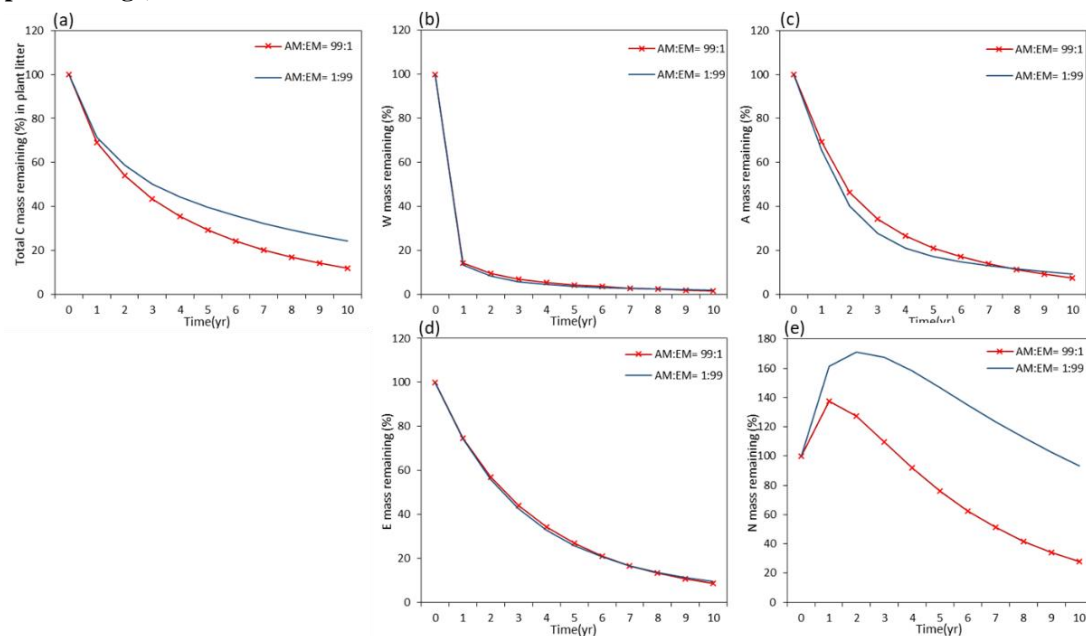 (a)
120
100
80
60
40
20
0
Total C mass remaining (%) in plant litter
AM:EM= 99:1
AM:EM= 1:99
0 1 2 3 4 5 6 7 8 9 10
Time(yr)
(b)
120
100
80
60
40
20
0
W mass remaining (%)
AM:EM= 99:1
AM:EM= 1:99
0 1 2 3 4 5 6 7 8 9 10
Time(yr)
(c)
120
100
80
60
40
20
0
A mass remaining (%)
AM:EM= 99:1
AM:EM= 1:99
0 1 2 3 4 5 6 7 8 9 10
(d)
120
100
80
60
40
20
0
E mass remaining (%)
AM:EM= 99:1
AM:EM= 1:99
0 1 2 3 4 5 6 7 8 9 10
Time(yr)
(e)
180
160
140
120
100
80
60
40
20
0
N mass remaining (%)
AM:EM= 99:1
AM:EM= 1:99
0 1 2 3 4 5 6 7 8 9 10
Time(yr)